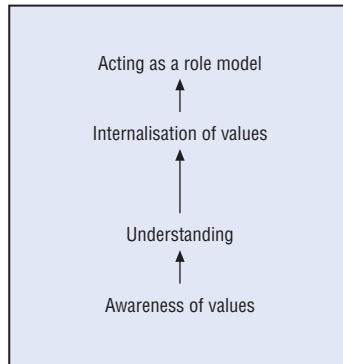 Acting as a role model
Internalisation of values
Understanding
Awareness of values